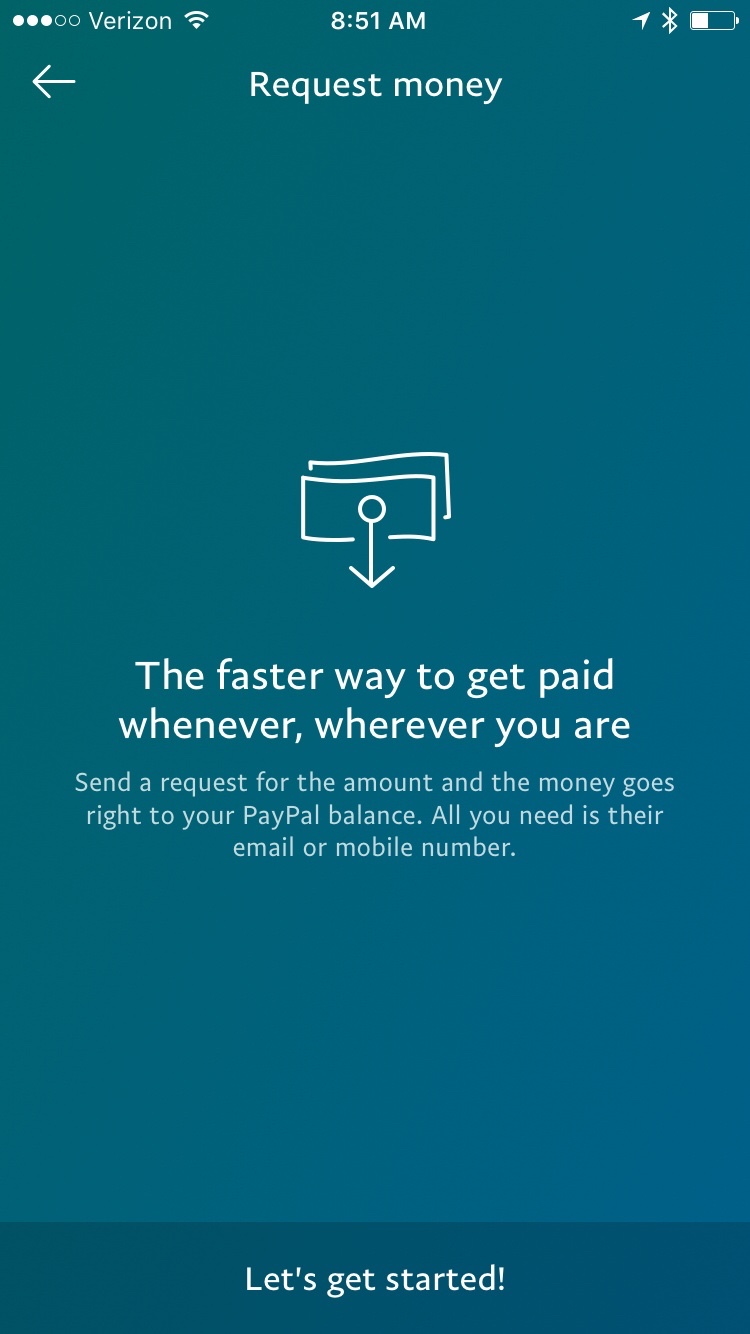 Verizon 8:51 AM
Request money
The faster way to get paid
whenever, wherever you are
Send a request for the amount and the money goes
right to your PayPal balance. All you need is their
email or mobile number.
Let's get started!